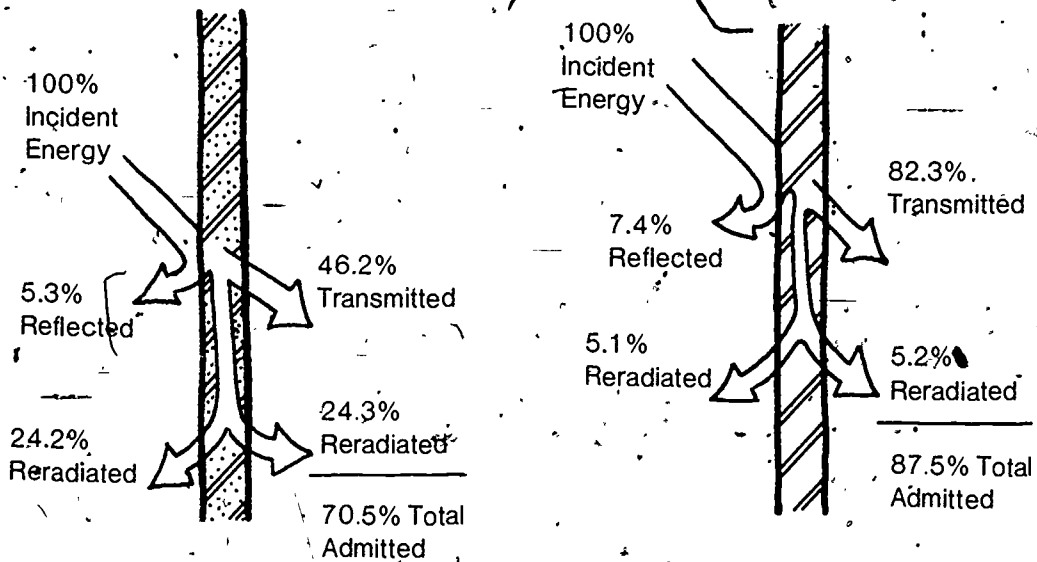 100%
Incident
Energy
5.3%
Reflected
46.2%
Transmitted
24.2%
Reradiated
24.3%
Reradiated
70.5% Total
Admitted
100%
Incident
Energy
7.4%
Reflected
82.3%
Transmitted
5.1%
Reradiated
5.2%
Reradiated
87.5% Total
Admitted